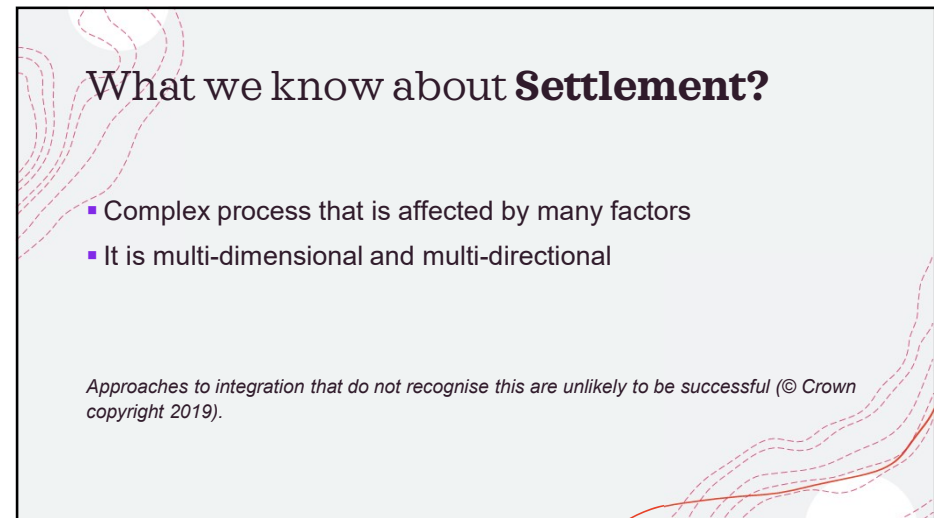 What we know about Settlement?
▪ Complex process that is affected by many factors
▪ It is multi-dimensional and multi-directional
Approaches to integration that do not recognise this are unlikely to be successful (© Crown
copyright 2019).